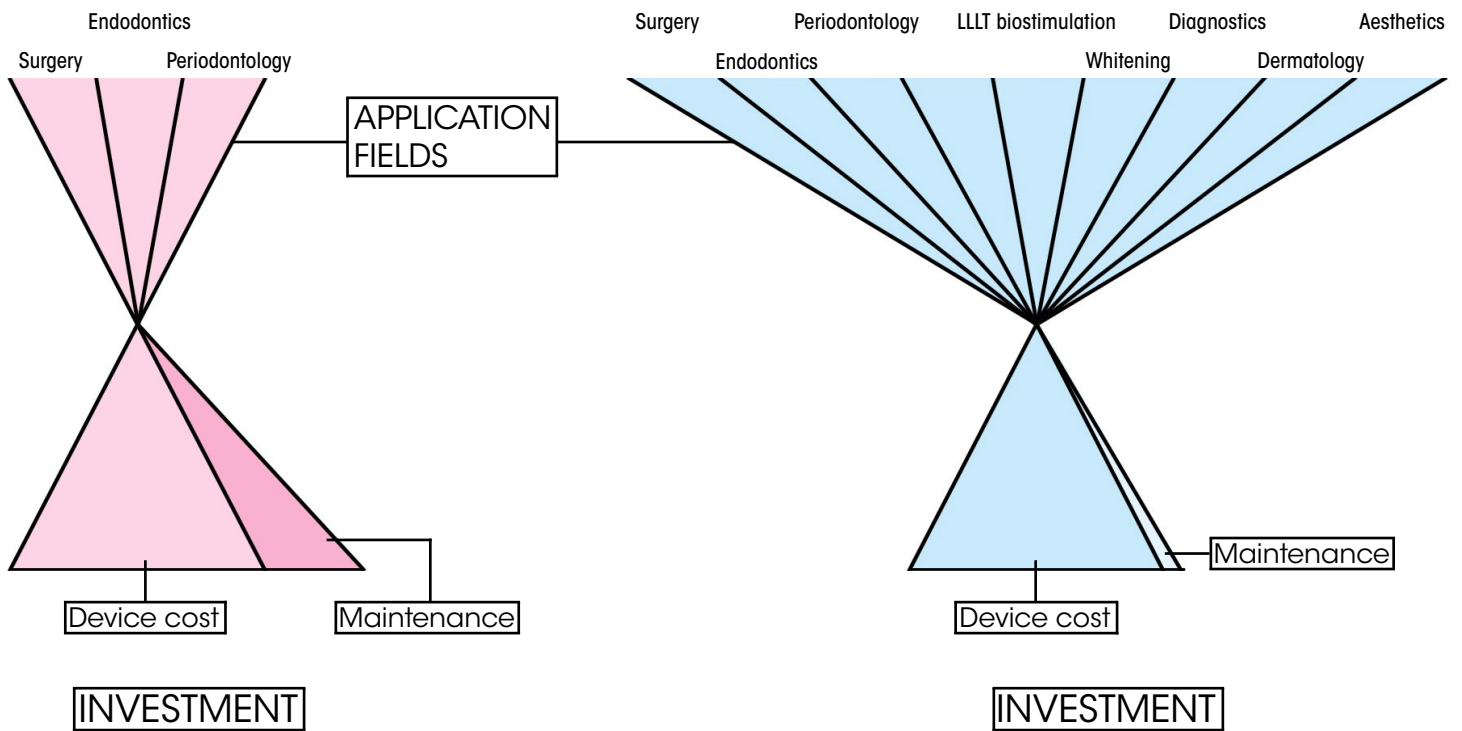 Endodontics
Surgery Periodontology
Surgery Periodontology LLLT biostimulation Diagnostics Aesthetics
Endodontics Whitening Dermatology
APPLICATION
FIELDS
Device cost
Maintenance
INVESTMENT
Maintenance
Device cost
INVESTMENT